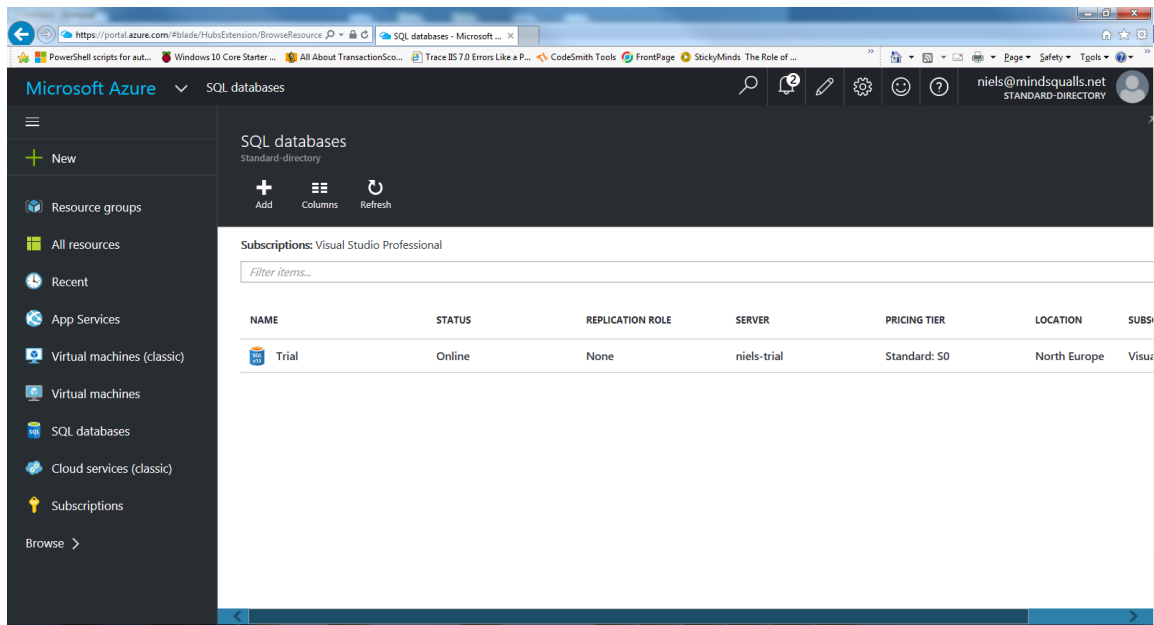 https://portal.azure.com/#blade/HubsExtension/BrowseResource
SQL databases - Microsoft ...
PowerShell scripts for aut... Windows 10 Core Starter ... All About TransactionSco... Trace IIS 7.0 Errors Like a P... CodeSmith Tools FrontPage StickyMinds The Role of ... » Page Safety Tools »
Microsoft Azure SQL databases 2 niels@mindsqualls.net
STANDARD-DIRECTORY
New
Resource groups
All resources
Recent
App Services
Virtual machines (classic)
Virtual machines
SQL databases
Cloud services (classic)
Subscriptions
Browse >
SQL databases
Standard-directory
Add Columns Refresh
Subscriptions: Visual Studio Professional
Filter items...
NAME STATUS REPLICATION ROLE SERVER PRICING TIER LOCATION SUBSC
SQL v12 Trial Online None niels-trial Standard: S0 North Europe Visua